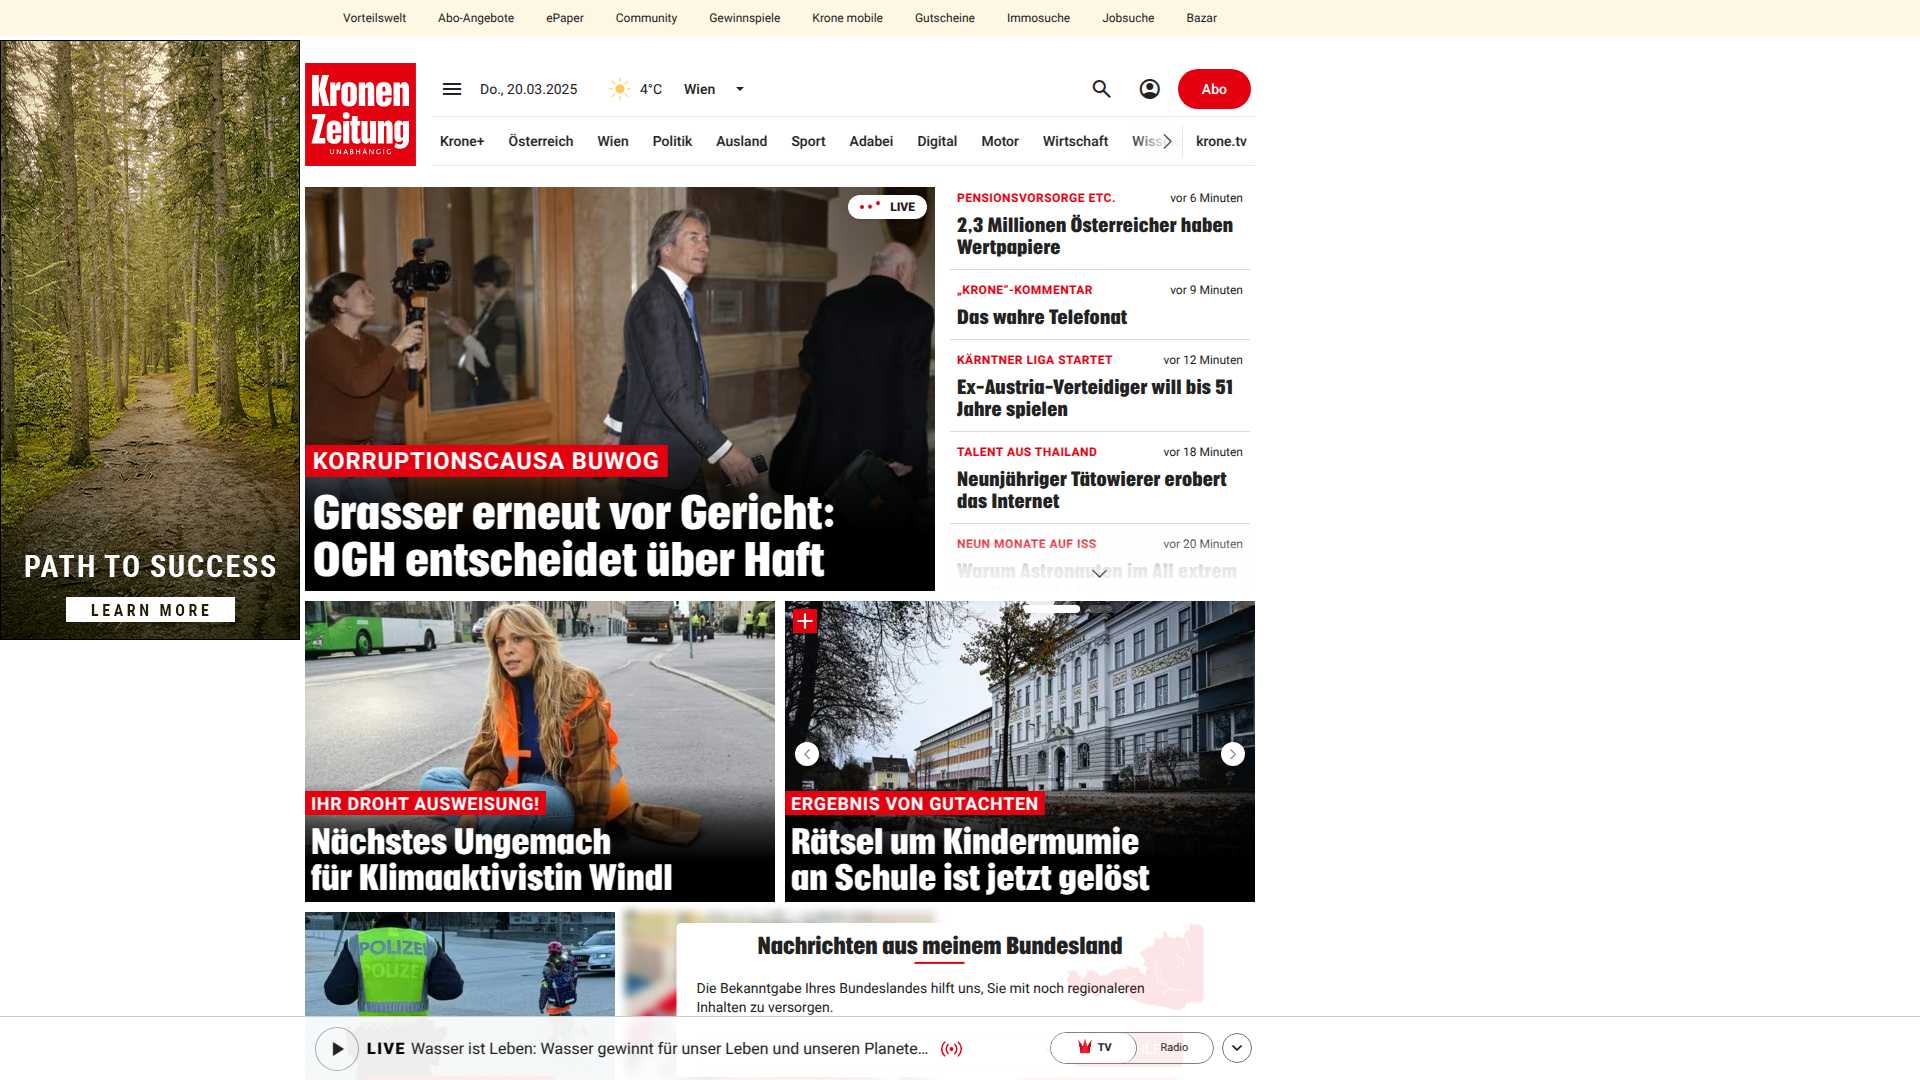 Vorteilswelt Abo-Angebote ePaper Community Gewinnspiele Krone mobile Gutscheine Immosuche Jobsuche Bazar
Kronen
Zeitung
UNABHÄNGIG
Do., 20.03.2025 4°C Wien Abo
Krone+ Österreich Wien Politik Ausland Sport Adabei Digital Motor Wirtschaft krone.tv
PATH TO SUCCESS
LEARN MORE
LIVE
KORRUPTIONSCAUSA BUWOG
Grasser erneut vor Gericht:
OGH entscheidet über Haft
PENSIONSVORSORGE ETC. vor 6 Minuten
2,3 Millionen Österreicher haben
Wertpapiere
„KRONE“-KOMMENTAR vor 9 Minuten
Das wahre Telefonat
KÄRNTNER LIGA STARTET vor 12 Minuten
Ex-Austria-Verteidiger will bis 51
Jahre spielen
TALENT AUS THAILAND vor 18 Minuten
Neunjähriger Tätowierer erobert
das Internet
NEUN MONATE AUF ISS vor 20 Minuten
Warum Astronauten im All extrem
IHR DROHT AUSWEISUNG!
Nächstes Ungemach
für Klimaaktivistin Windl
ERGEBNIS VON GUTACHTEN
Rätsel um Kindermumie
an Schule ist jetzt gelöst
POLIZEI
POLIZEI
Nachrichten aus meinem Bundesland
Die Bekanntgabe Ihres Bundeslandes hilft uns, Sie mit noch regionaleren
Inhalten zu versorgen.
LIVE Wasser ist Leben: Wasser gewinnt für unser Leben und unseren Planete...
TV Radio